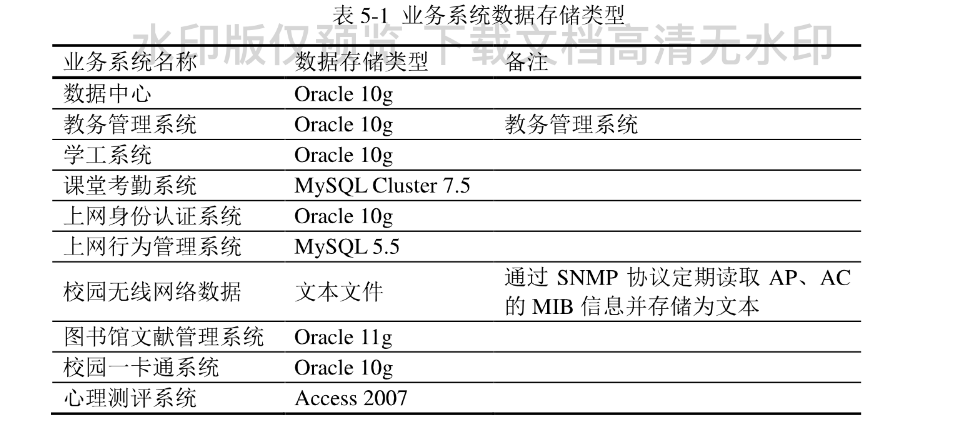 表 5-1 业务系统数据存储类型
水印版仅预览 下载文档高清无水印
业务系统名称 数据存储类型 备注
数据中心 Oracle 10g
教务管理系统 Oracle 10g 教务管理系统
学工系统 Oracle 10g
课堂考勤系统 MySQL Cluster 7.5
上网身份认证系统 Oracle 10g
上网行为管理系统 MySQL 5.5
校园无线网络数据 文本文件 通过 SNMP 协议定期读取 AP、AC
的 MIB 信息并存储为文本
图书馆文献管理系统 Oracle 11g
校园一卡通系统 Oracle 10g
心理测评系统 Access 2007